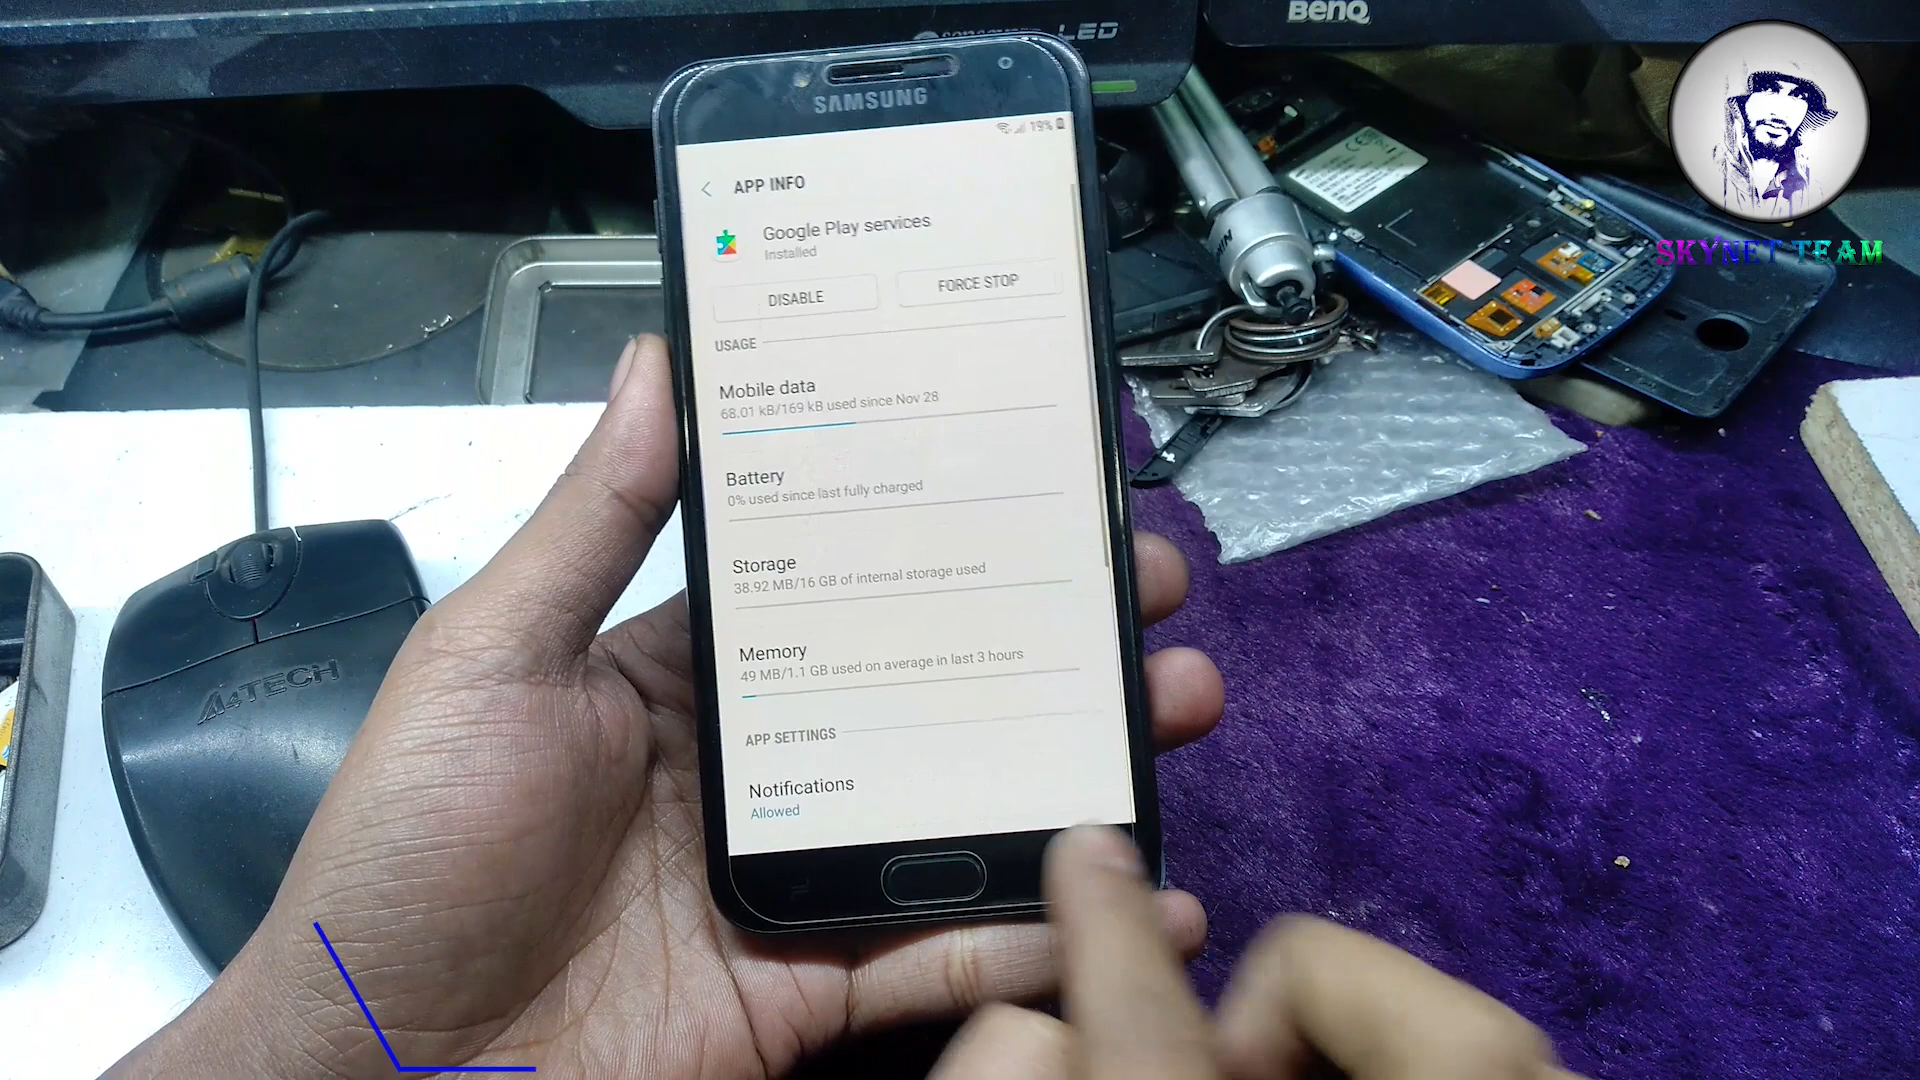 LED
BenQ
SAMSUNG
19%
APP INFO
Google Play services
Installed
DISABLE
FORCE STOP
USAGE
Mobile data
68.01 kB/169 kB used since Nov 28
Battery
0% used since last fully charged
Storage
38.92 MB/16 GB of internal storage used
Memory
49 MB/1.1 GB used on average in last 3 hours
APP SETTINGS
Notifications
Allowed
SKYNET TEAM
A4TECH